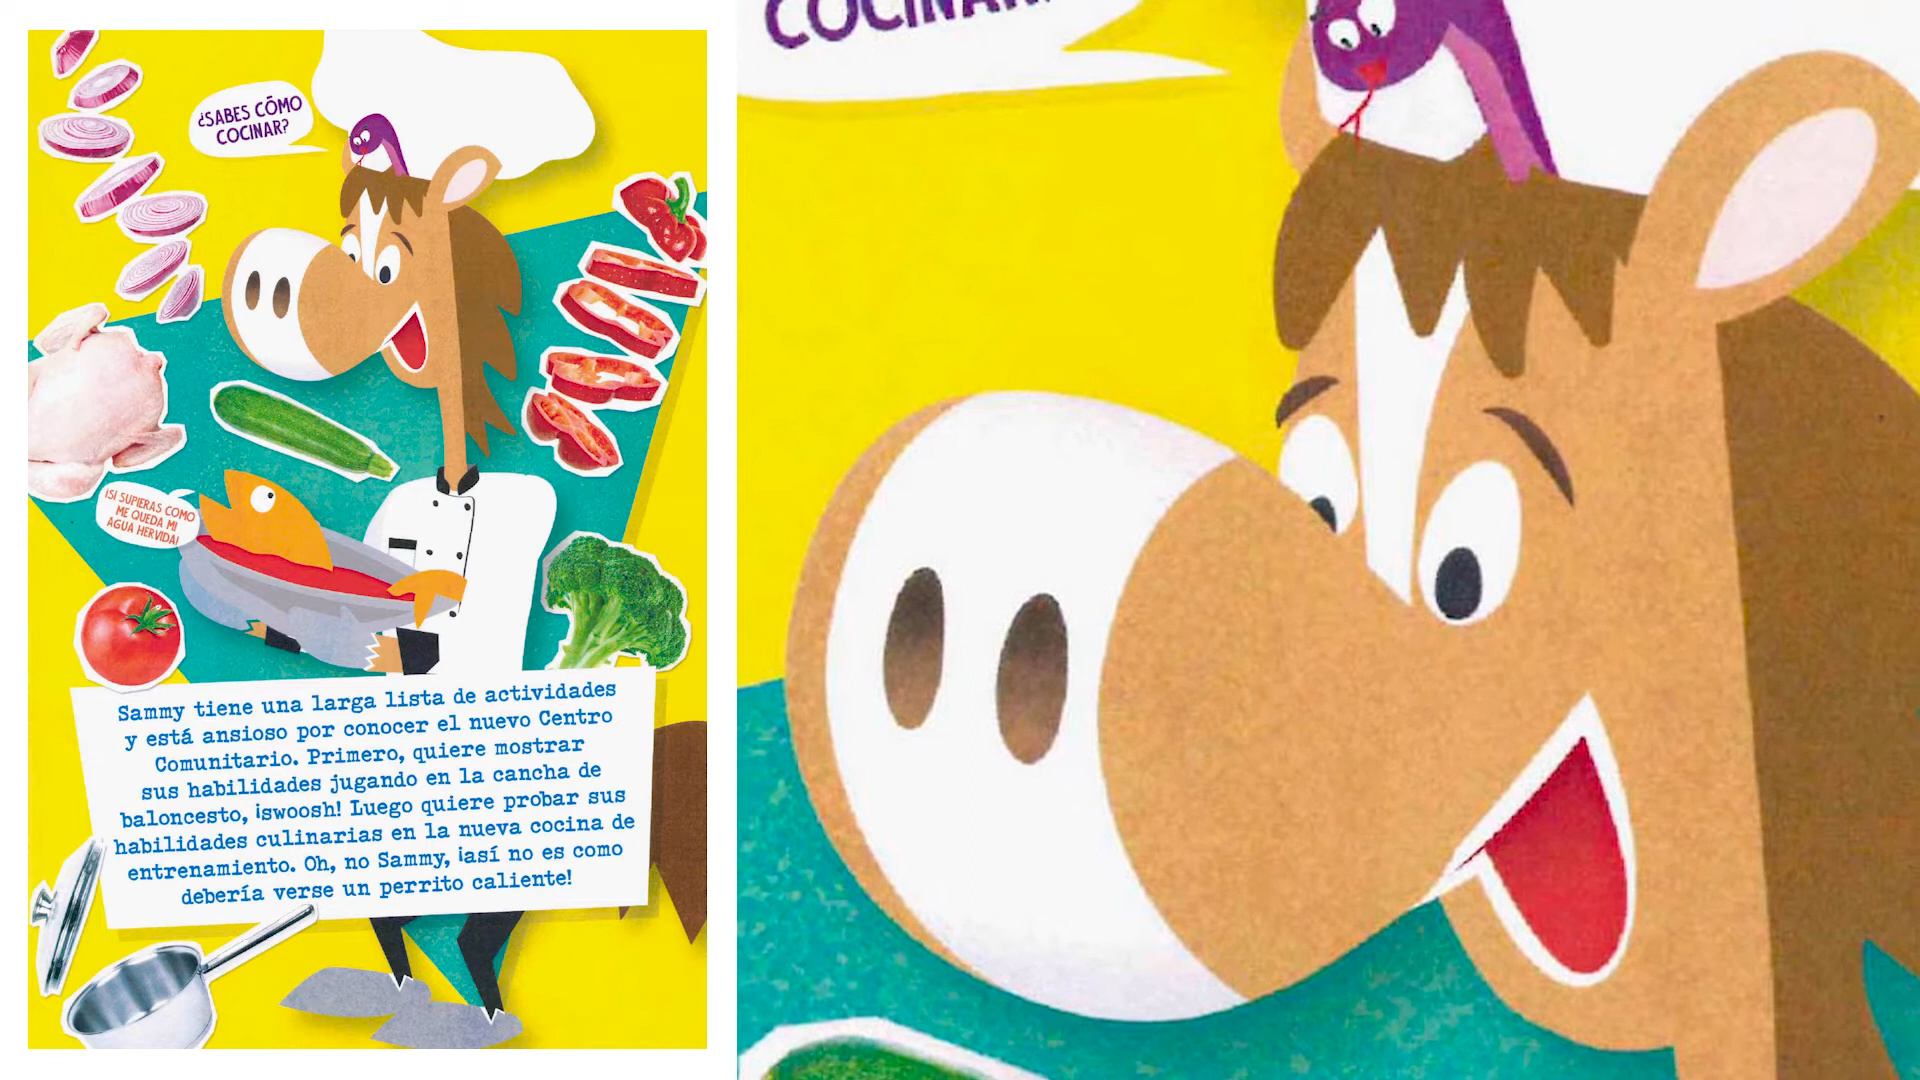 ¿SABES CŌMO
COCINAR?
¡SI SUPIERAS COMO
ME QUEDA MI
AGUA HERVIDA!
Sammy tiene una larga lista de actividades
y está ansioso por conocer el nuevo Centro
Comunitario. Primero, quiere mostrar
sus habilidades jugando en la cancha de
baloncesto, ¡swoosh! Luego quiere probar sus
habilidades culinarias en la nueva cocina de
entrenamiento. Oh, no Sammy, ¡así no es como
debería verse un perrito caliente!
COCINAR